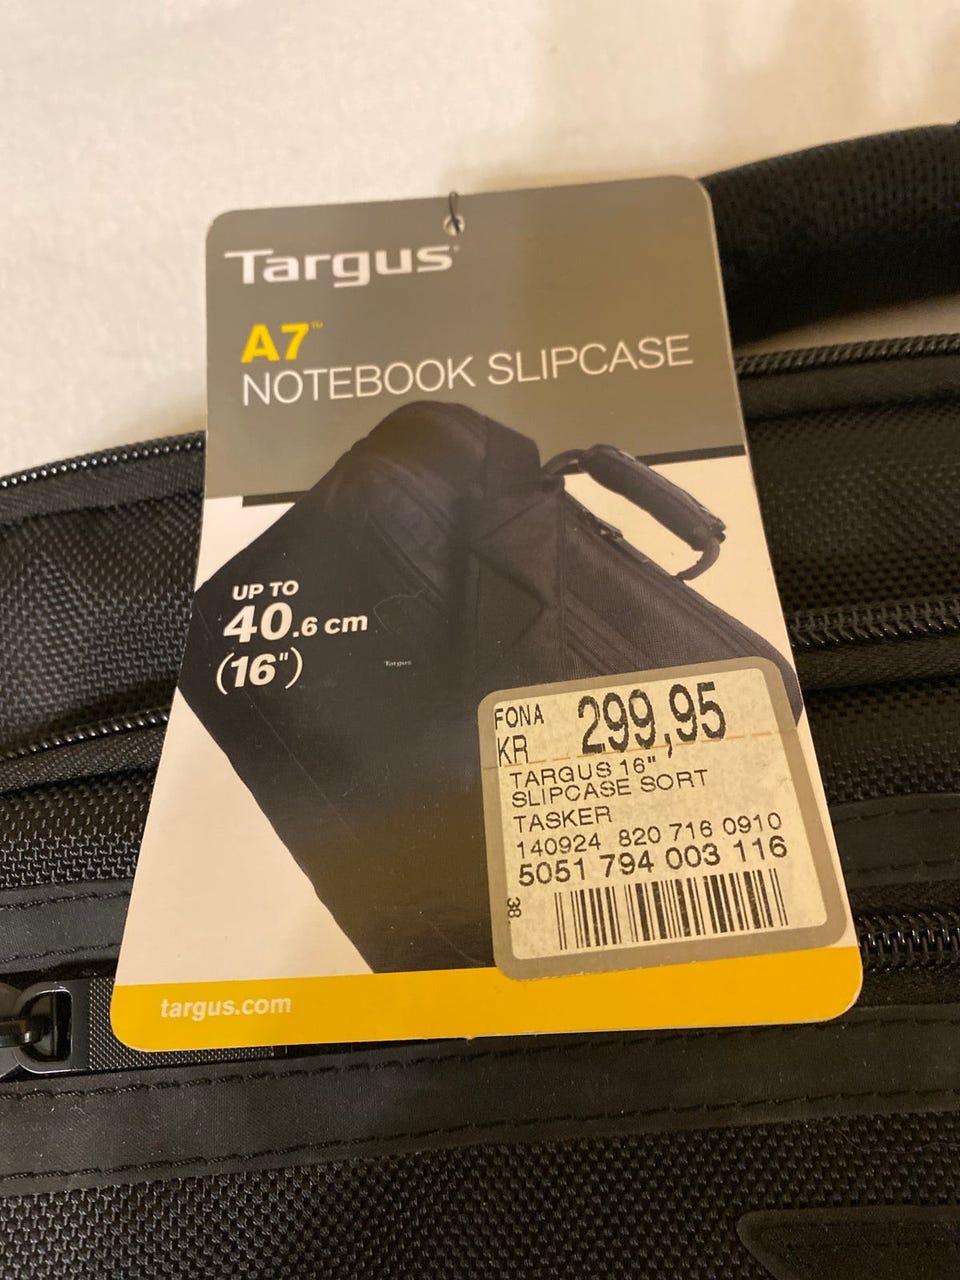 Targus
A7™
NOTEBOOK SLIPCASE
UP TO
40.6 cm
(16")
Targus
FONA
KR 299,95
TARGUS 16"
SLIPCASE SORT
TASKER
140924 820 716 0910
5051 794 003 116
38
targus.com